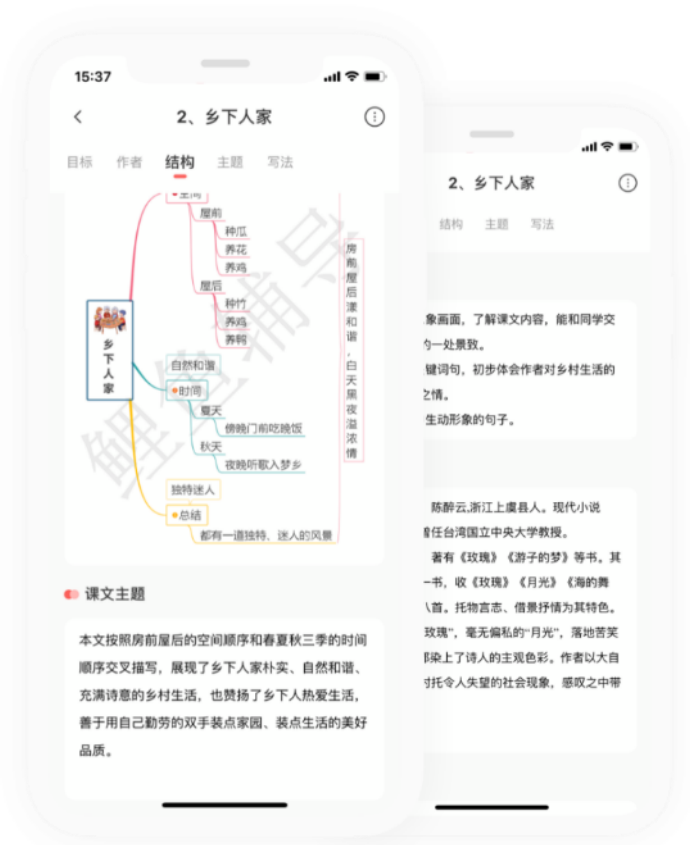 15:37
2、乡下人家
目标 作者 结构 主题 写法
空间
屋前
种瓜
养花
养鸡
屋后
种竹
养鸡
养鸭
乡下人家
自然和谐
时间
夏天
傍晚门前吃晚饭
秋天
夜晚听歌入梦乡
独特迷人
总结
都有一道独特、迷人的风景
房前屋后漾和谐，白天黑夜溢浓情
鲤鱼辅导
课文主题
本文按照房前屋后的空间顺序和春夏秋三季的时间
顺序交叉描写，展现了乡下人家朴实、自然和谐、
充满诗意的乡村生活，也赞扬了乡下人热爱生活，
善于用自己勤劳的双手装点家园、装点生活的美好
品质。
2、乡下人家
结构 主题 写法
象画面，了解课文内容，能和同学交
的一处景致。
键词句，初步体会作者对乡村生活的
之情。
生动形象的句子。
陈醉云,浙江上虞县人。现代小说
曾任台湾国立中央大学教授。
著有《玫瑰》《游子的梦》等书。其
一书，收《玫瑰》《月光》《海的舞
八首。托物言志、借景抒情为其特色。
玫瑰”，毫无偏私的“月光”，落地苦笑
都染上了诗人的主观色彩。作者以大自
衬托令人失望的社会现象，感叹之中带